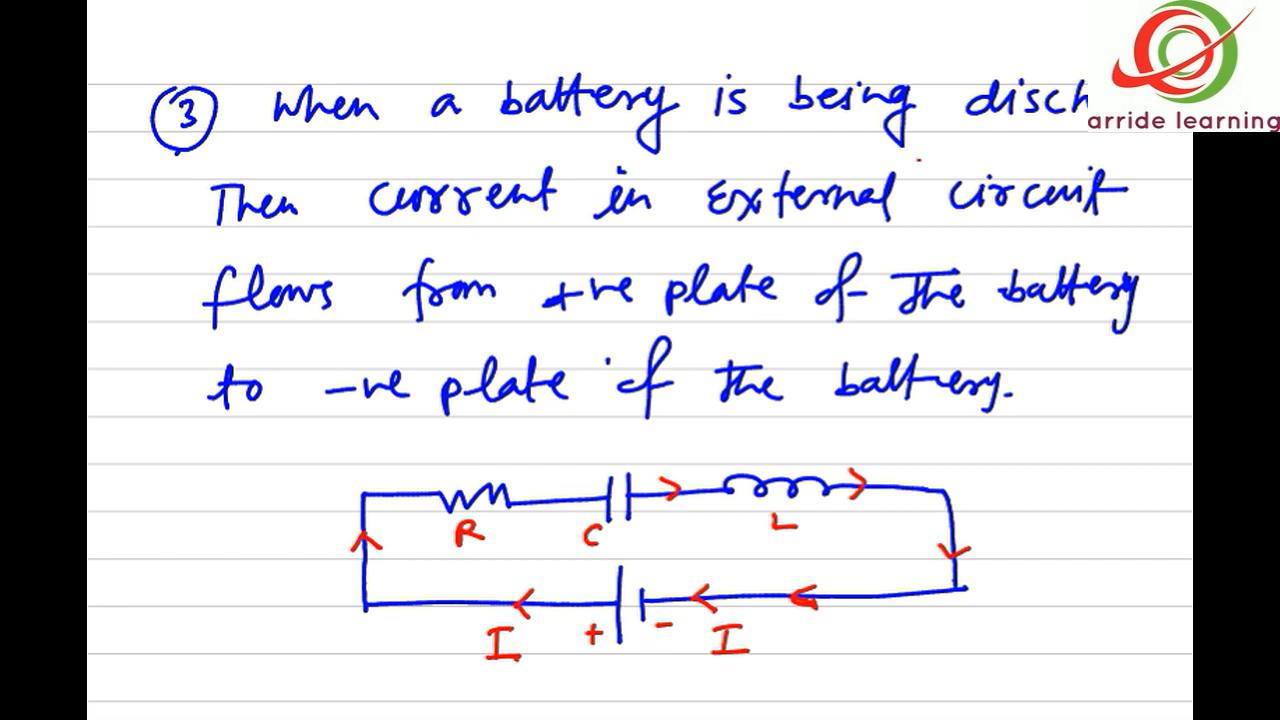 ③ When a battery is being disch
arride learning
Then current in external circuit
flows from +ve plate of the battery
to -ve plate of the battery.
R C L
+ -
I I